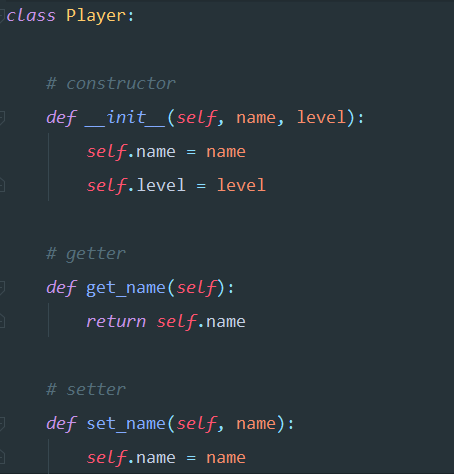 class Player:
    # constructor
    def __init__(self, name, level):
        self.name = name
        self.level = level
    # getter
    def get_name(self):
        return self.name
    # setter
    def set_name(self, name):
        self.name = name